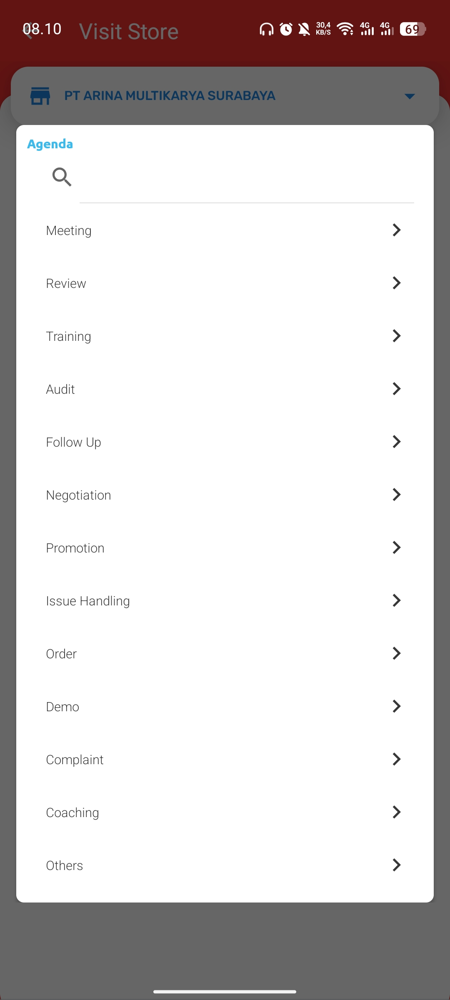 08.10
Visit Store
30,4
KB/S
4G
4G
69
PT ARINA MULTIKARYA SURABAYA
Agenda
Meeting
Review
Training
Audit
Follow Up
Negotiation
Promotion
Issue Handling
Order
Demo
Complaint
Coaching
Others